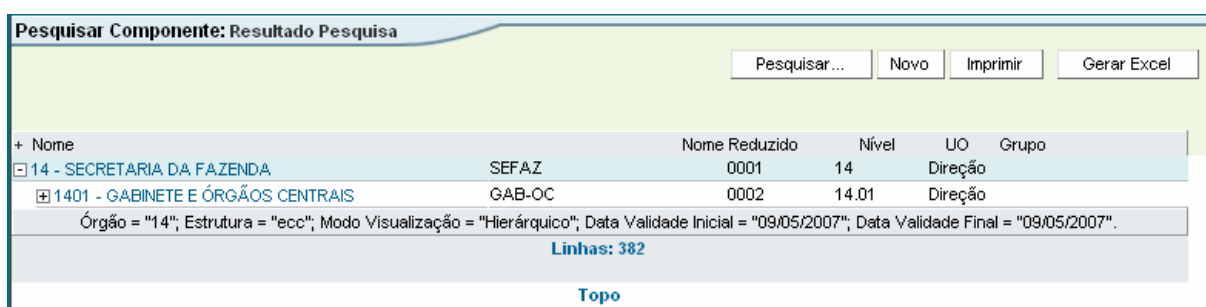 Pesquisar Componente: Resultado Pesquisa
Pesquisar... Novo Imprimir Gerar Excel
+ Nome Nome Reduzido Nível UO Grupo
- 14 - SECRETARIA DA FAZENDA SEFAZ 0001 14 Direção
+ 1401 - GABINETE E ÓRGÃOS CENTRAIS GAB-OC 0002 14.01 Direção
Órgão = "14"; Estrutura = "ecc"; Modo Visualização = "Hierárquico"; Data Validade Inicial = "09/05/2007"; Data Validade Final = "09/05/2007".
Linhas: 382
Topo